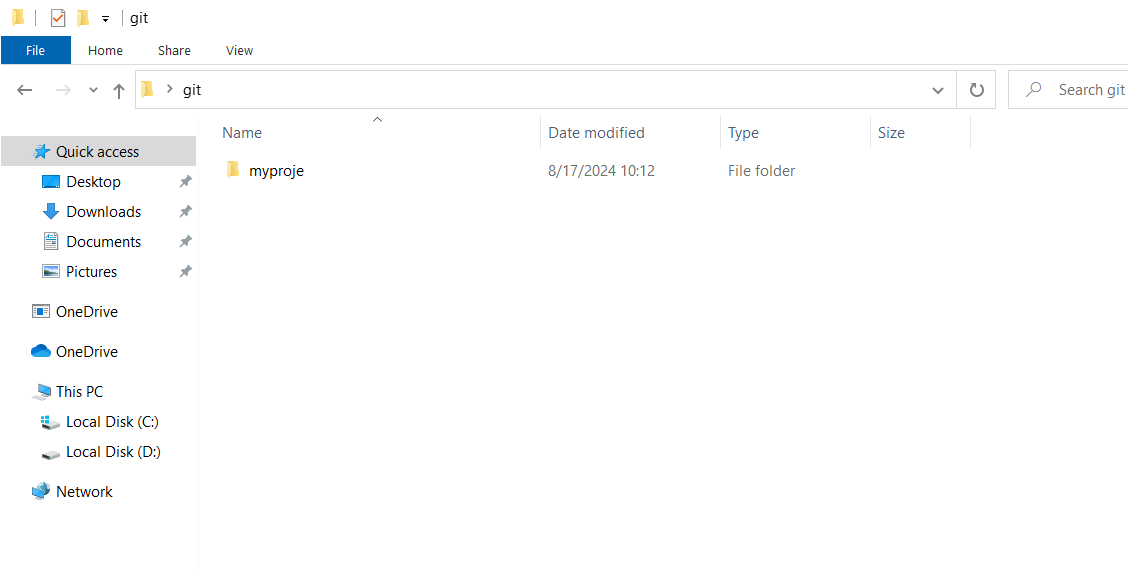 git
File Home Share View
git Search git
Name Date modified Type Size
myproje 8/17/2024 10:12 File folder
Quick access
Desktop
Downloads
Documents
Pictures
OneDrive
OneDrive
This PC
Local Disk (C:)
Local Disk (D:)
Network